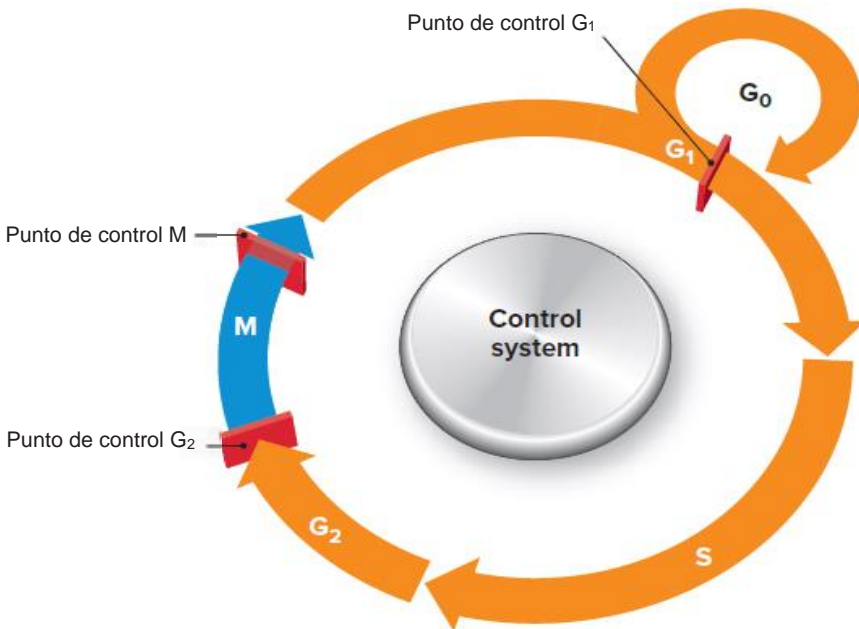 Punto de control G₁
G₀
G₁
Punto de control M
Control
system
M
Punto de control G₂
G₂
S